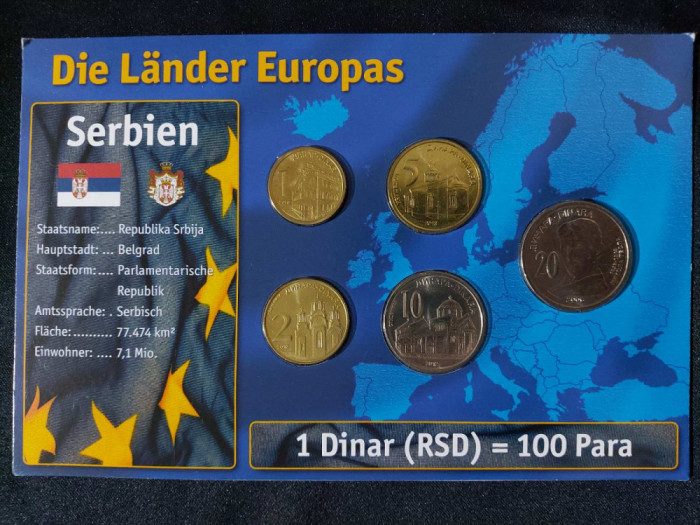 Die Länder Europas
Serbien
Staatsname:.... Republika Srbija
Hauptstadt: ... Belgrad
Staatsform: .... Parlamentarische
Republik
Amtssprache: . Serbisch
Fläche: .......... 77.474 km²
Einwohner: .... 7,1 Mio.
1
5
2
10
20
2006
1 Dinar (RSD) = 100 Para